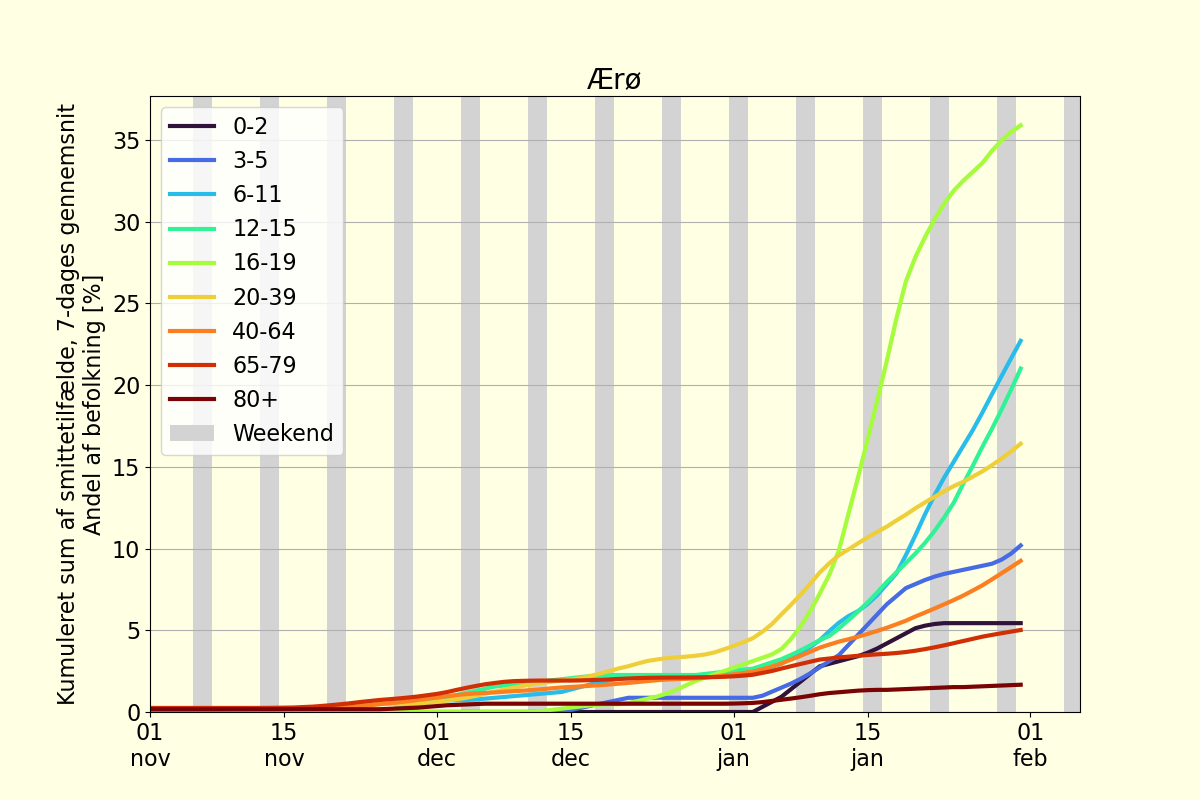 Ærø
Kumuleret sum af smittetilfælde, 7-dages gennemsnit
Andel af befolkning [%]
35
30
25
20
15
10
5
0
0-2
3-5
6-11
12-15
16-19
20-39
40-64
65-79
80+
Weekend
01
nov
15
nov
01
dec
15
dec
01
jan
15
jan
01
feb